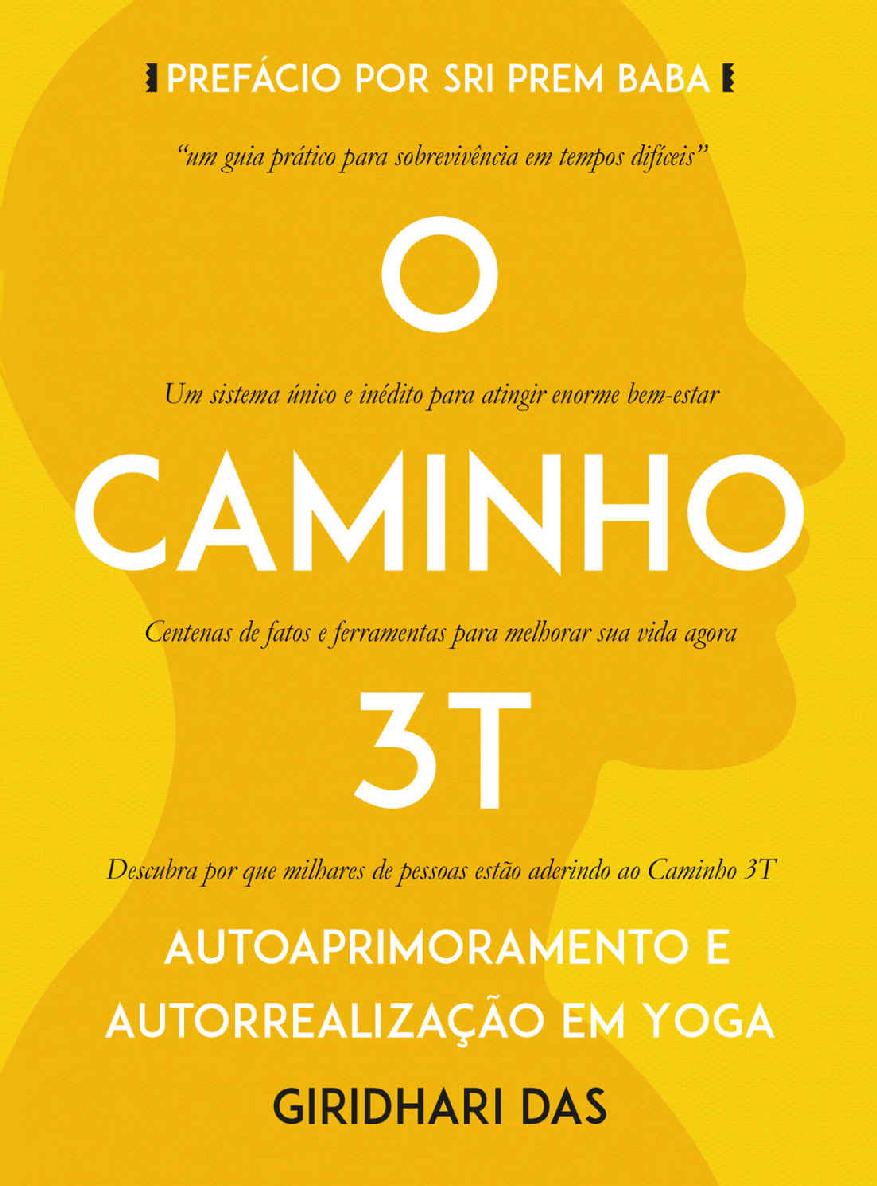 PREFÁCIO POR SRI PREM BABA
“um guia prático para sobrevivência em tempos difíceis”
O
Um sistema único e inédito para atingir enorme bem-estar
CAMINHO
Centenas de fatos e ferramentas para melhorar sua vida agora
3T
Descubra por que milhares de pessoas estão aderindo ao Caminho 3T
AUTOAPRIMORAMENTO E
AUTORREALIZAÇÃO EM YOGA
GIRIDHARI DAS